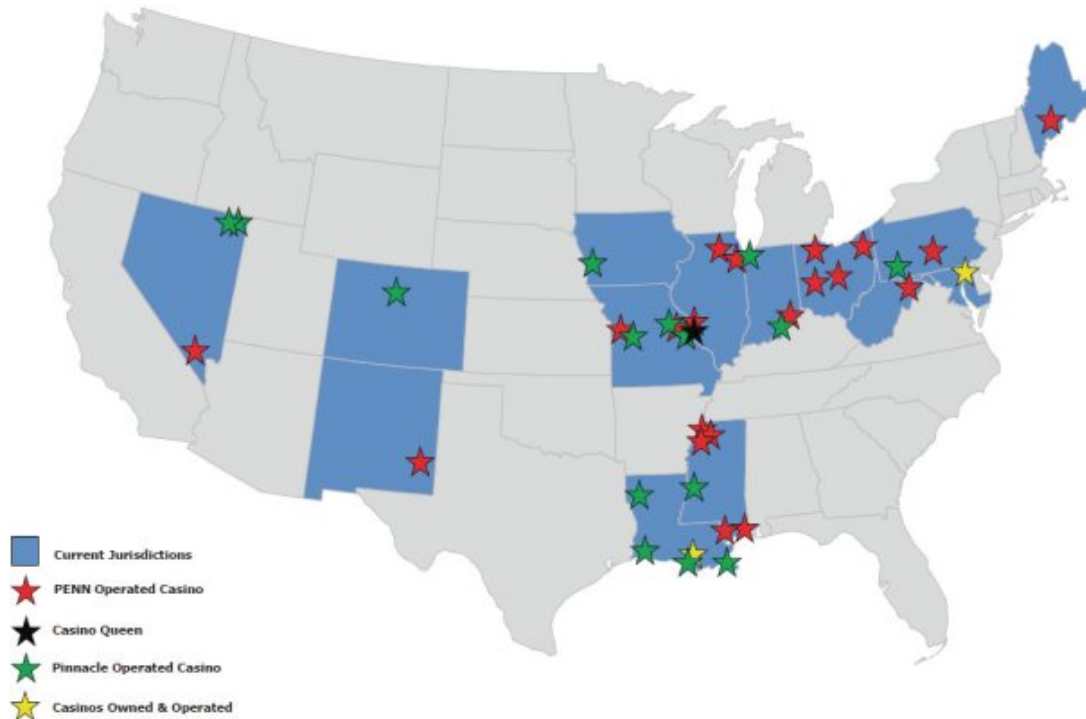 Current Jurisdictions
PENN Operated Casino
Casino Queen
Pinnacle Operated Casino
Casinos Owned & Operated